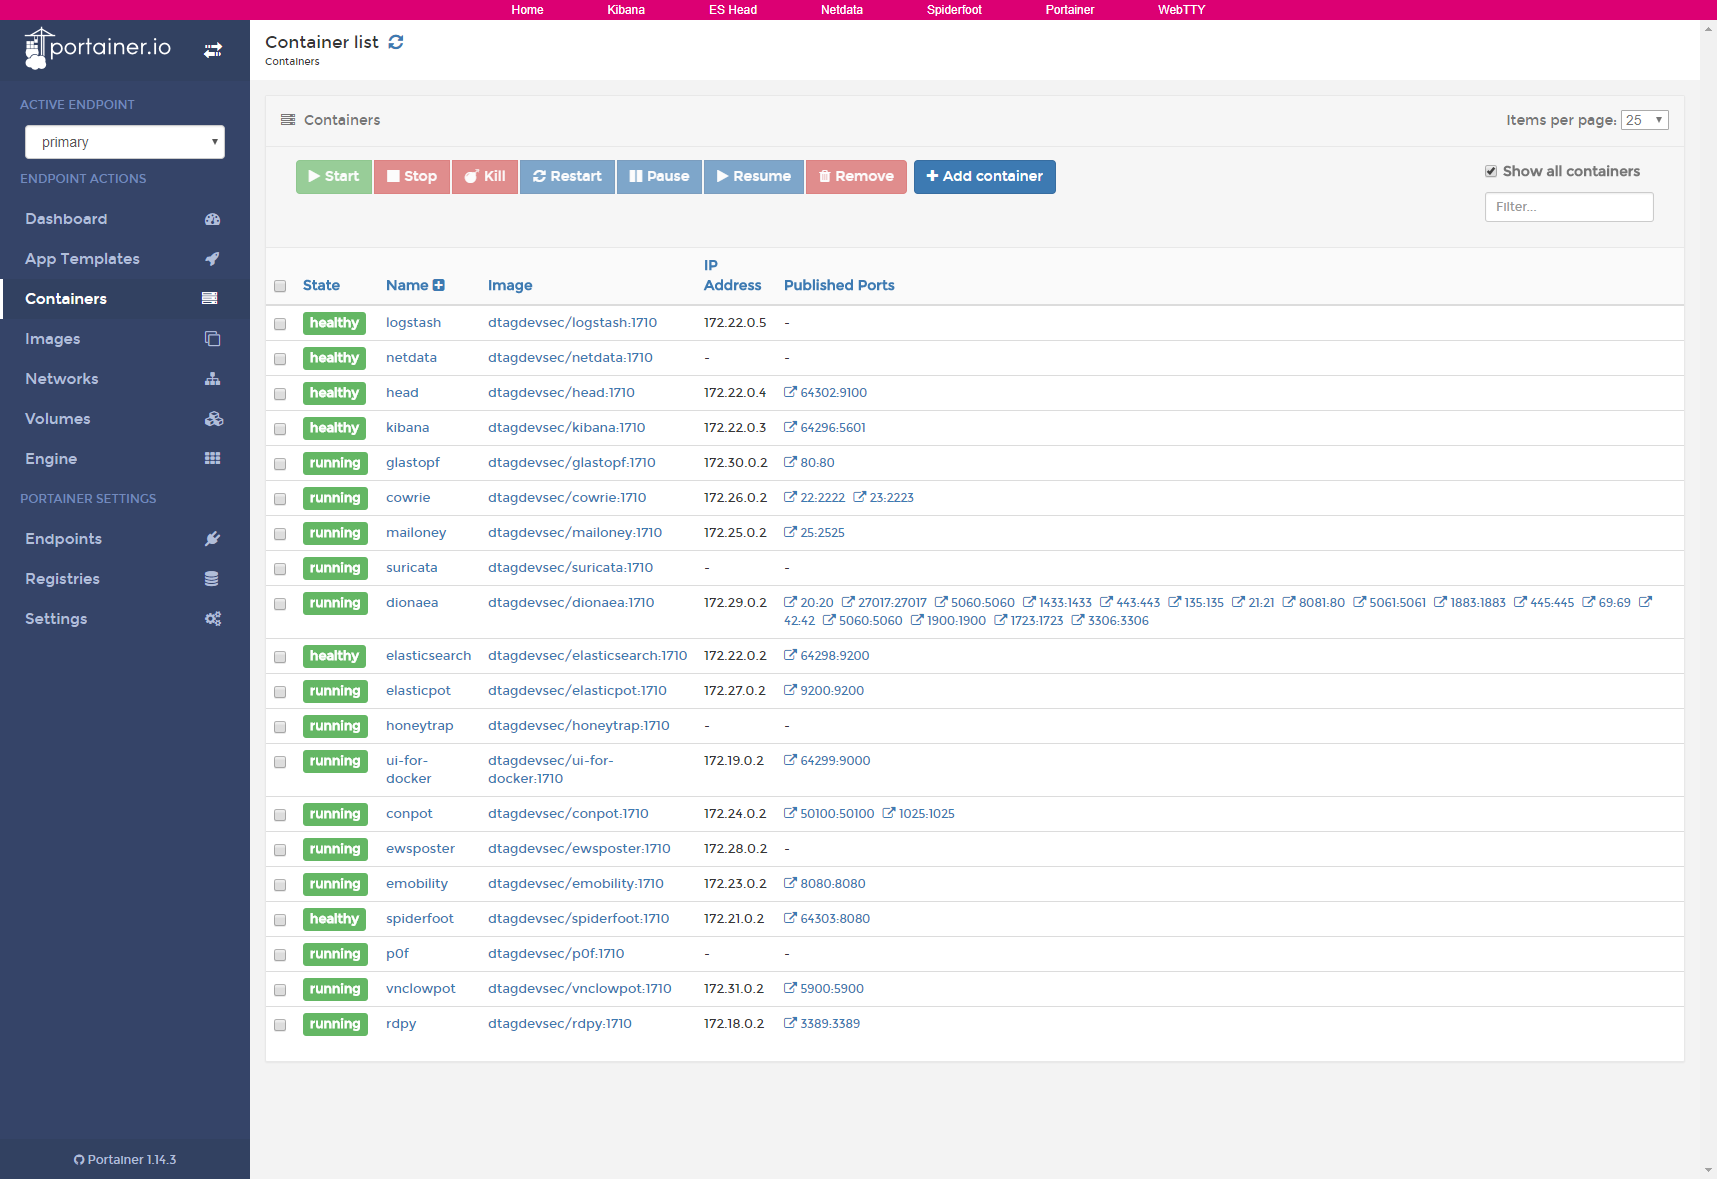 Home Kibana ES Head Netdata Spiderfoot Portainer WebTTY
portainer.io
ACTIVE ENDPOINT
primary
ENDPOINT ACTIONS
Dashboard
App Templates
Containers
Images
Networks
Volumes
Engine
PORTAINER SETTINGS
Endpoints
Registries
Settings
Portainer 1.14.3
Container list
Containers
Containers
Items per page: 25
Start Stop Kill Restart Pause Resume Remove Add container
Show all containers
Filter...
State Name Image IP Address Published Ports
healthy logstash dtagdevsec/logstash:1710 172.22.0.5 -
healthy netdata dtagdevsec/netdata:1710 - -
healthy head dtagdevsec/head:1710 172.22.0.4 64302:9100
healthy kibana dtagdevsec/kibana:1710 172.22.0.3 64296:5601
running glastopf dtagdevsec/glastopf:1710 172.30.0.2 80:80
running cowrie dtagdevsec/cowrie:1710 172.26.0.2 22:2222 23:2223
running mailoney dtagdevsec/mailoney:1710 172.25.0.2 25:2525
running suricata dtagdevsec/suricata:1710 - -
running dionaea dtagdevsec/dionaea:1710 172.29.0.2 20:20 27017:27017 5060:5060 1433:1433 443:443 135:135 21:21 8081:80 5061:5061 1883:1883 445:445 69:69
42:42 5060:5060 1900:1900 1723:1723 3306:3306
healthy elasticsearch dtagdevsec/elasticsearch:1710 172.22.0.2 64298:9200
running elasticpot dtagdevsec/elasticpot:1710 172.27.0.2 9200:9200
running honeytrap dtagdevsec/honeytrap:1710 - -
running ui-for- dtagdevsec/ui-for- 172.19.0.2 64299:9000
docker docker:1710
running conpot dtagdevsec/conpot:1710 172.24.0.2 50100:50100 1025:1025
running ewsposter dtagdevsec/ewsposter:1710 172.28.0.2 -
running emobility dtagdevsec/emobility:1710 172.23.0.2 8080:8080
healthy spiderfoot dtagdevsec/spiderfoot:1710 172.21.0.2 64303:8080
running p0f dtagdevsec/p0f:1710 - -
running vnclowpot dtagdevsec/vnclowpot:1710 172.31.0.2 5900:5900
running rdpy dtagdevsec/rdpy:1710 172.18.0.2 3389:3389